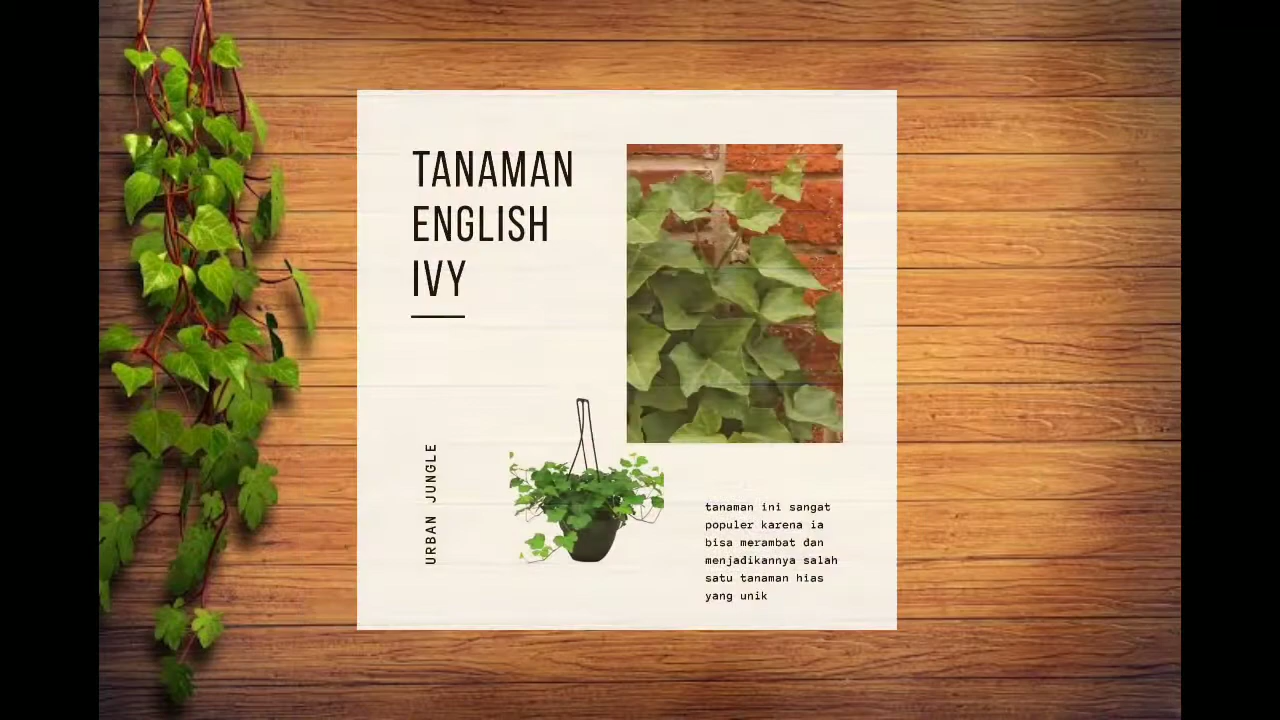 TANAMAN
ENGLISH
IVY
URBAN JUNGLE
tanaman ini sangat
populer karena ia
bisa merambat dan
menjadikannya salah
satu tanaman hias
yang unik